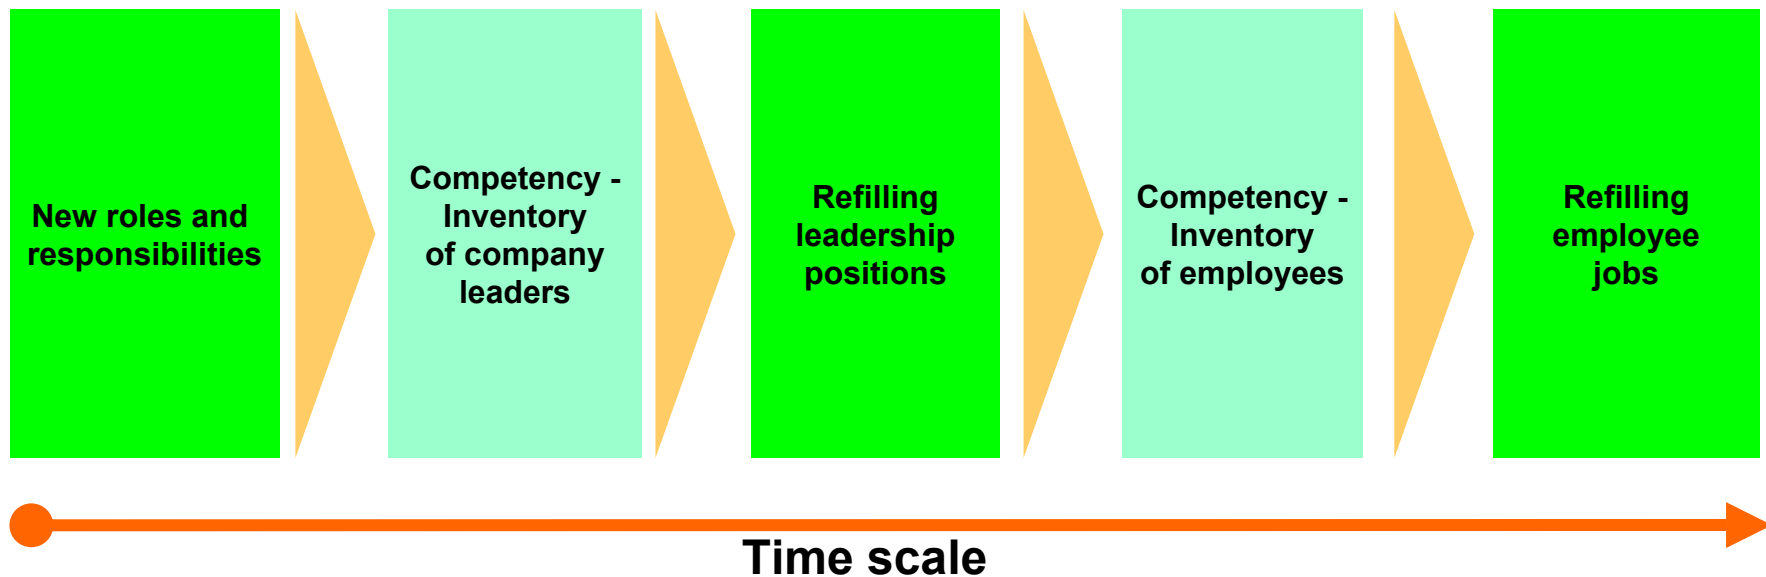 New roles and
responsibilities
Competency -
Inventory
of company
leaders
Refilling
leadership
positions
Competency -
Inventory
of employees
Refilling
employee
jobs
Time scale